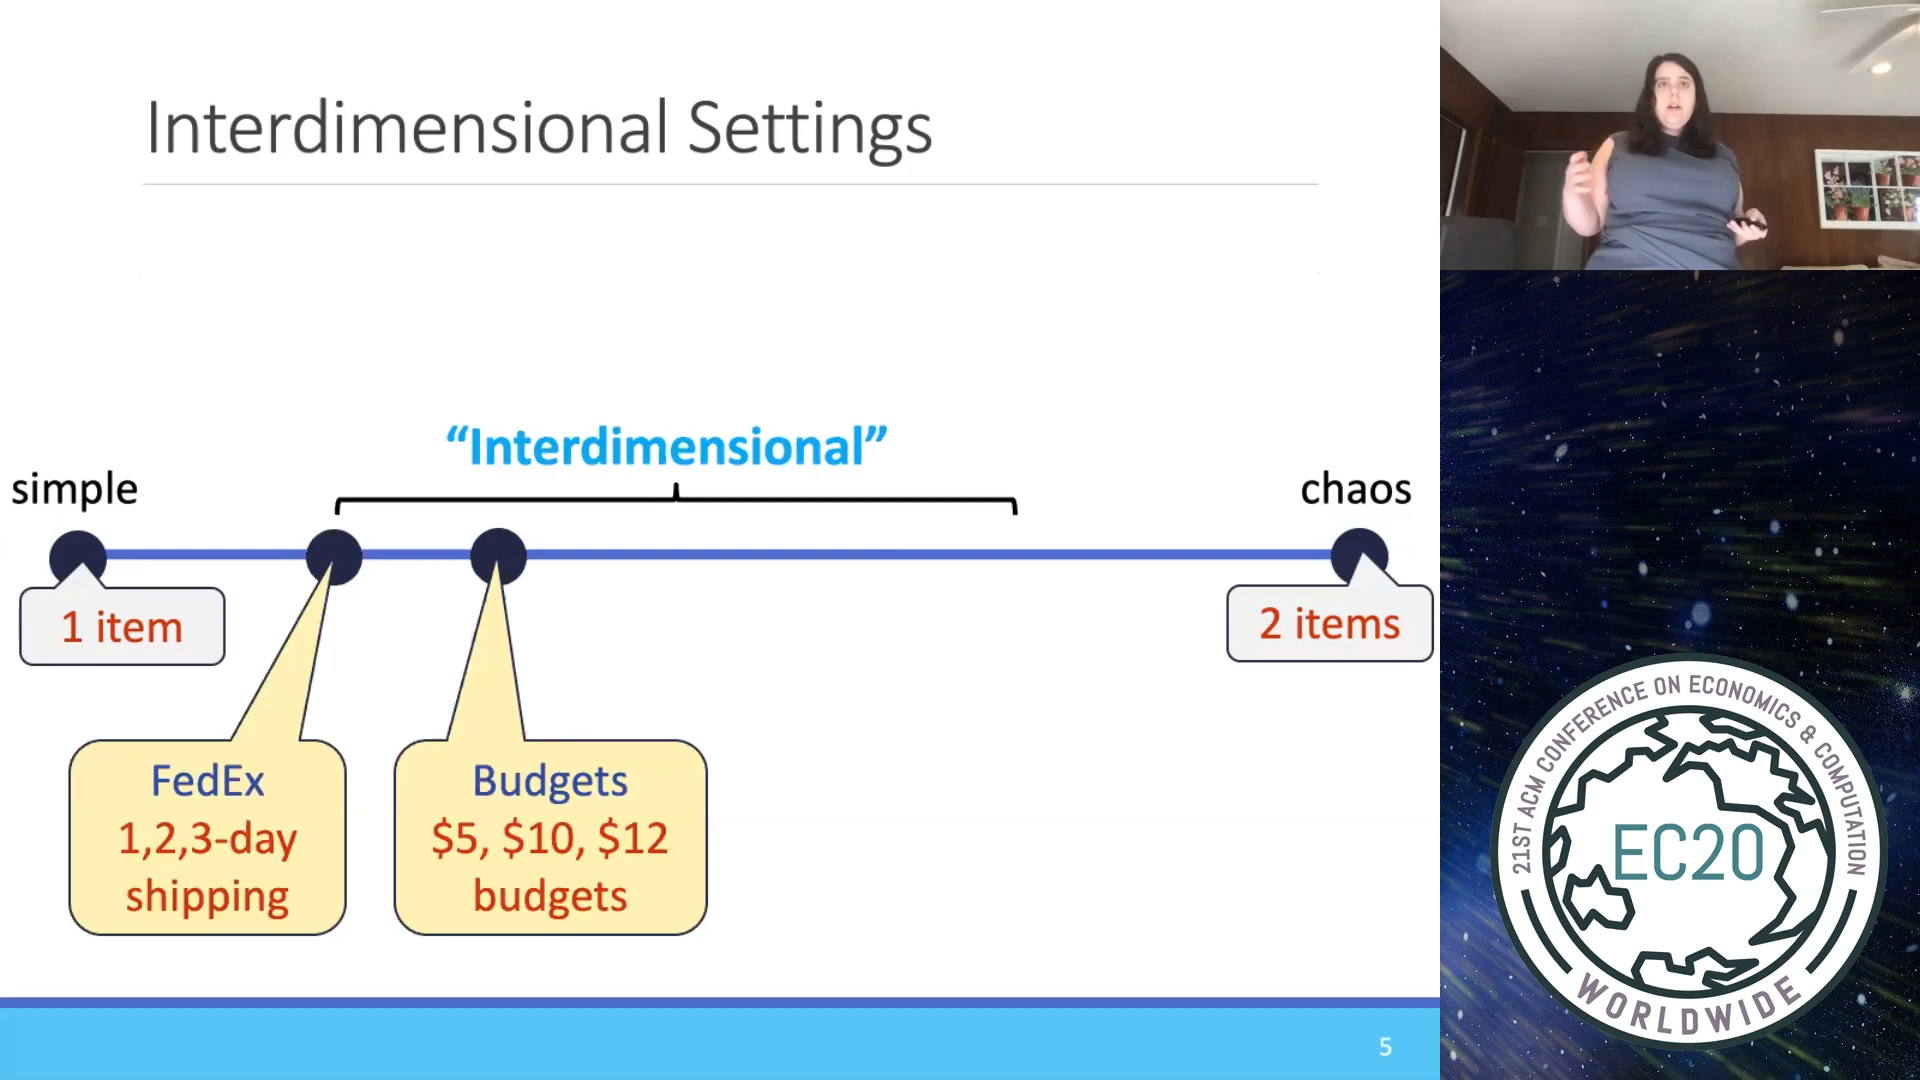 Interdimensional Settings
“Interdimensional”
simple
chaos
1 item
2 items
FedEx
1,2,3-day
shipping
Budgets
$5, $10, $12
budgets
5
21ST ACM CONFERENCE ON ECONOMICS & COMPUTATION
EC20
WORLDWIDE